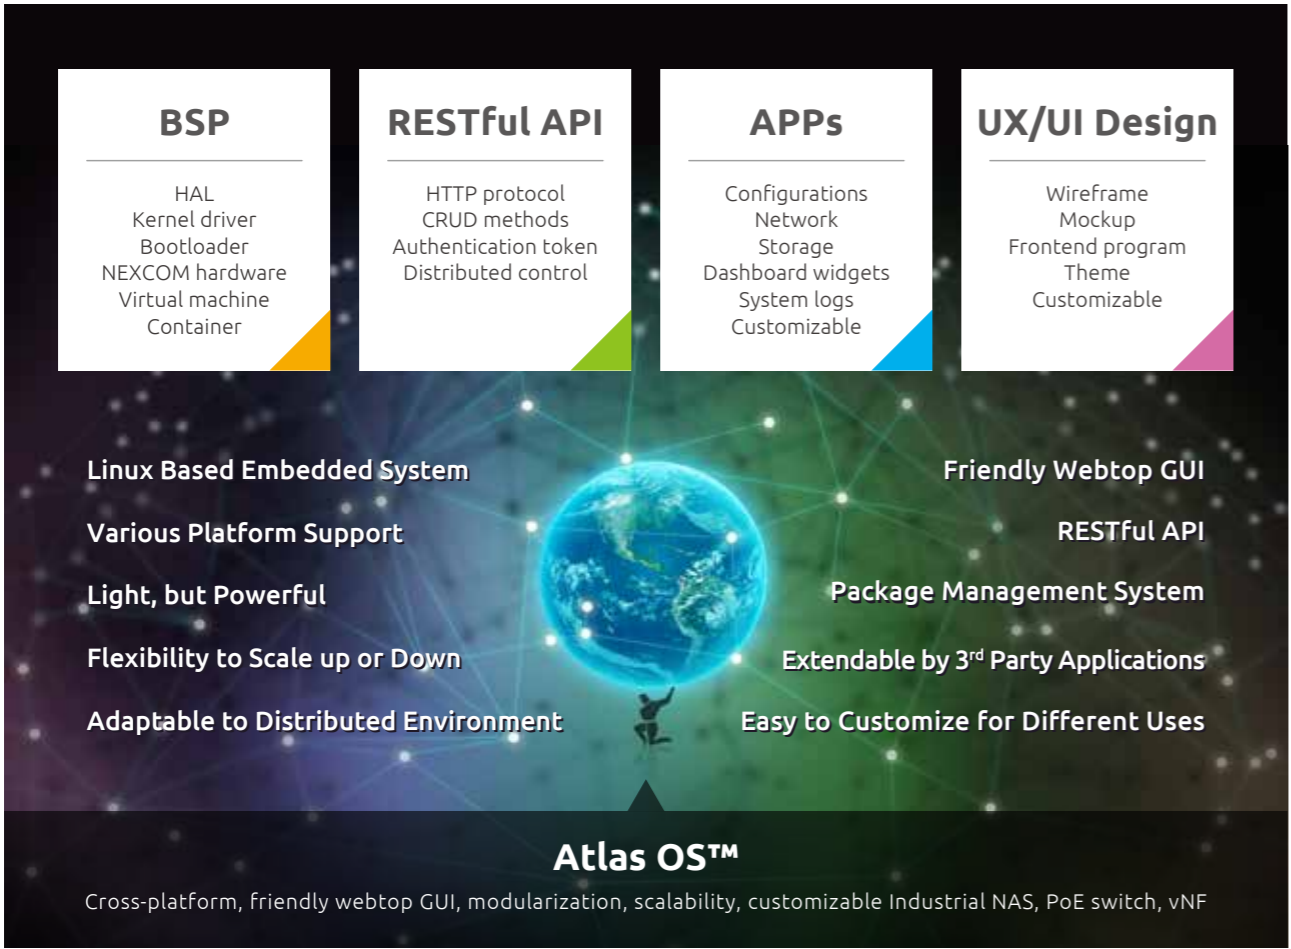 BSP
HAL
Kernel driver
Bootloader
NEXCOM hardware
Virtual machine
Container
RESTful API
HTTP protocol
CRUD methods
Authentication token
Distributed control
APPs
Configurations
Network
Storage
Dashboard widgets
System logs
Customizable
UX/UI Design
Wireframe
Mockup
Frontend program
Theme
Customizable
Linux Based Embedded System
Various Platform Support
Light, but Powerful
Flexibility to Scale up or Down
Adaptable to Distributed Environment
Friendly Webtop GUI
RESTful API
Package Management System
Extendable by 3rd Party Applications
Easy to Customize for Different Uses
Atlas OS™
Cross-platform, friendly webtop GUI, modularization, scalability, customizable Industrial NAS, PoE switch, vNF